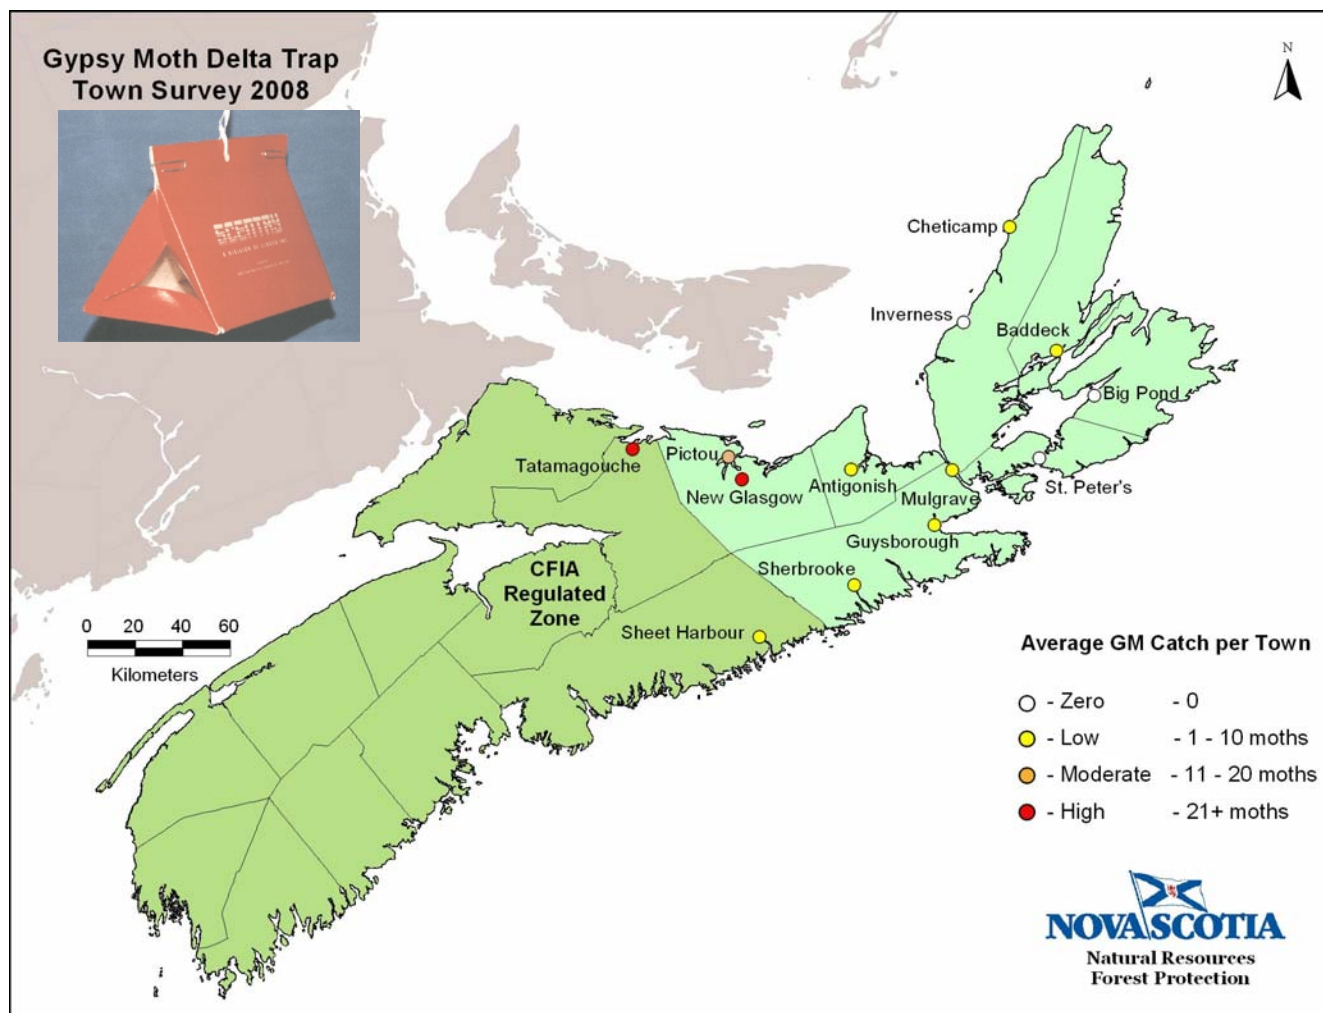 Gypsy Moth Delta Trap
Town Survey 2008
SCENTRY
N
Cheticamp
Inverness
Baddeck
Big Pond
Tatamagouche
Pictou
New Glasgow
Antigonish
Mulgrave
St. Peter's
Guysborough
Sherbrooke
Sheet Harbour
CFIA
Regulated
Zone
0 20 40 60
Kilometers
Average GM Catch per Town
- Zero - 0
- Low - 1 - 10 moths
- Moderate - 11 - 20 moths
- High - 21+ moths
NOVA SCOTIA
Natural Resources
Forest Protection